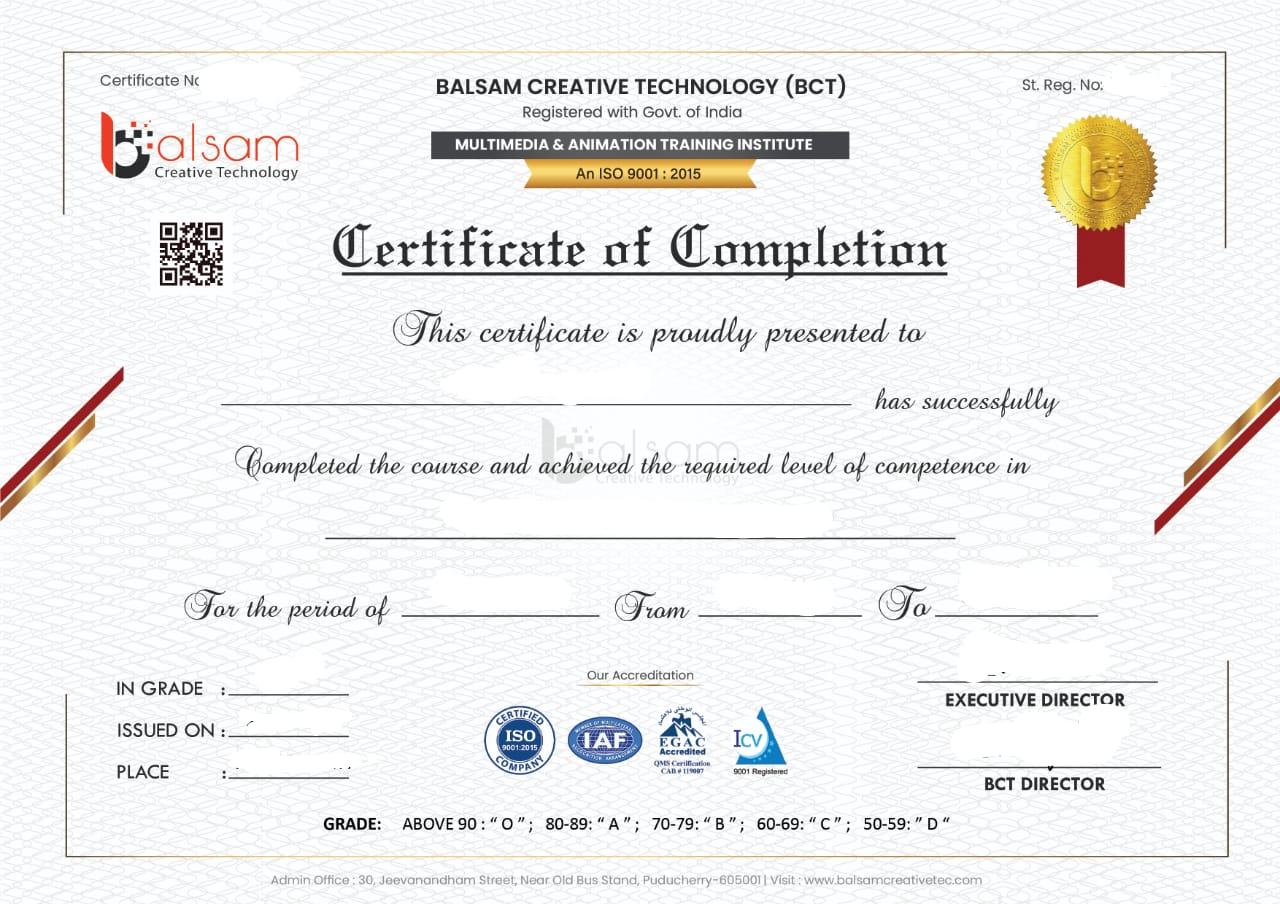 Certificate No
BALSAM CREATIVE TECHNOLOGY (BCT)
St. Reg. No:
Registered with Govt. of India
MULTIMEDIA & ANIMATION TRAINING INSTITUTE
An ISO 9001 : 2015
balsam
Creative Technology
Certificate of Completion
This certificate is proudly presented to
has successfully
balsam
Creative Technology
Completed the course and achieved the required level of competence in
For the period of From To
IN GRADE :
ISSUED ON :
PLACE :
Our Accreditation
CERTIFIED
ISO
9001:2015
COMPANY
IAF
EGAC
Accredited
QMS Certification
CAB # 119007
ICV
9001 Registered
EXECUTIVE DIRECTOR
BCT DIRECTOR
GRADE: ABOVE 90 : “ O ” ; 80-89: “ A ” ; 70-79: “ B ” ; 60-69: “ C ” ; 50-59: ” D “
Admin Office : 30, Jeevanandham Street, Near Old Bus Stand, Puducherry-605001 | Visit : www.balsamcreativetec.com